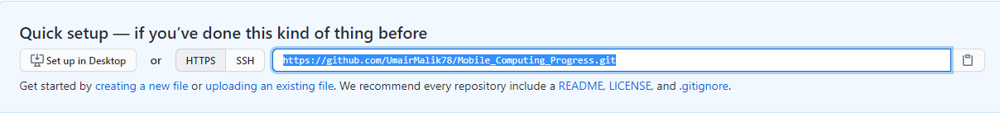 Quick setup — if you've done this kind of thing before
Set up in Desktop or HTTPS SSH https://github.com/UmairMalik78/Mobile_Computing_Progress.git
Get started by creating a new file or uploading an existing file. We recommend every repository include a README, LICENSE, and .gitignore.